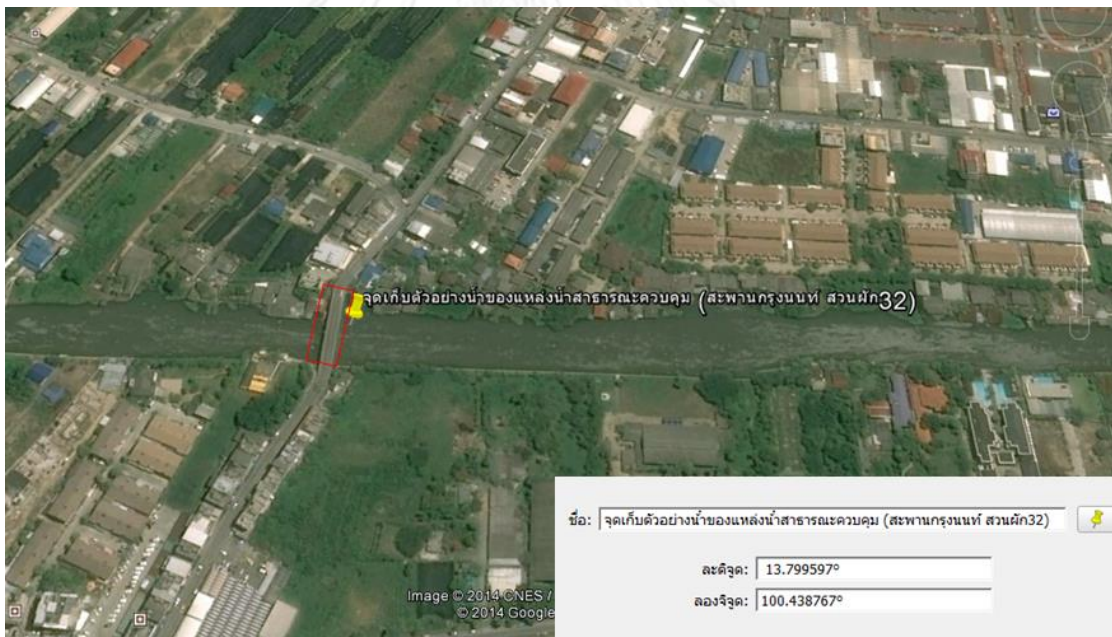 จุดเก็บตัวอย่างน้ำของแหล่งน้ำสาธารณะควบคุม (สะพานกรุงนนท์ สวนผัก32)
ชื่อ: จุดเก็บตัวอย่างน้ำของแหล่งน้ำสาธารณะควบคุม (สะพานกรุงนนท์ สวนผัก32)
ละติจูด: 13.799597º
ลองจิจูด: 100.438767º
Image © 2014 CNES /
© 2014 Google